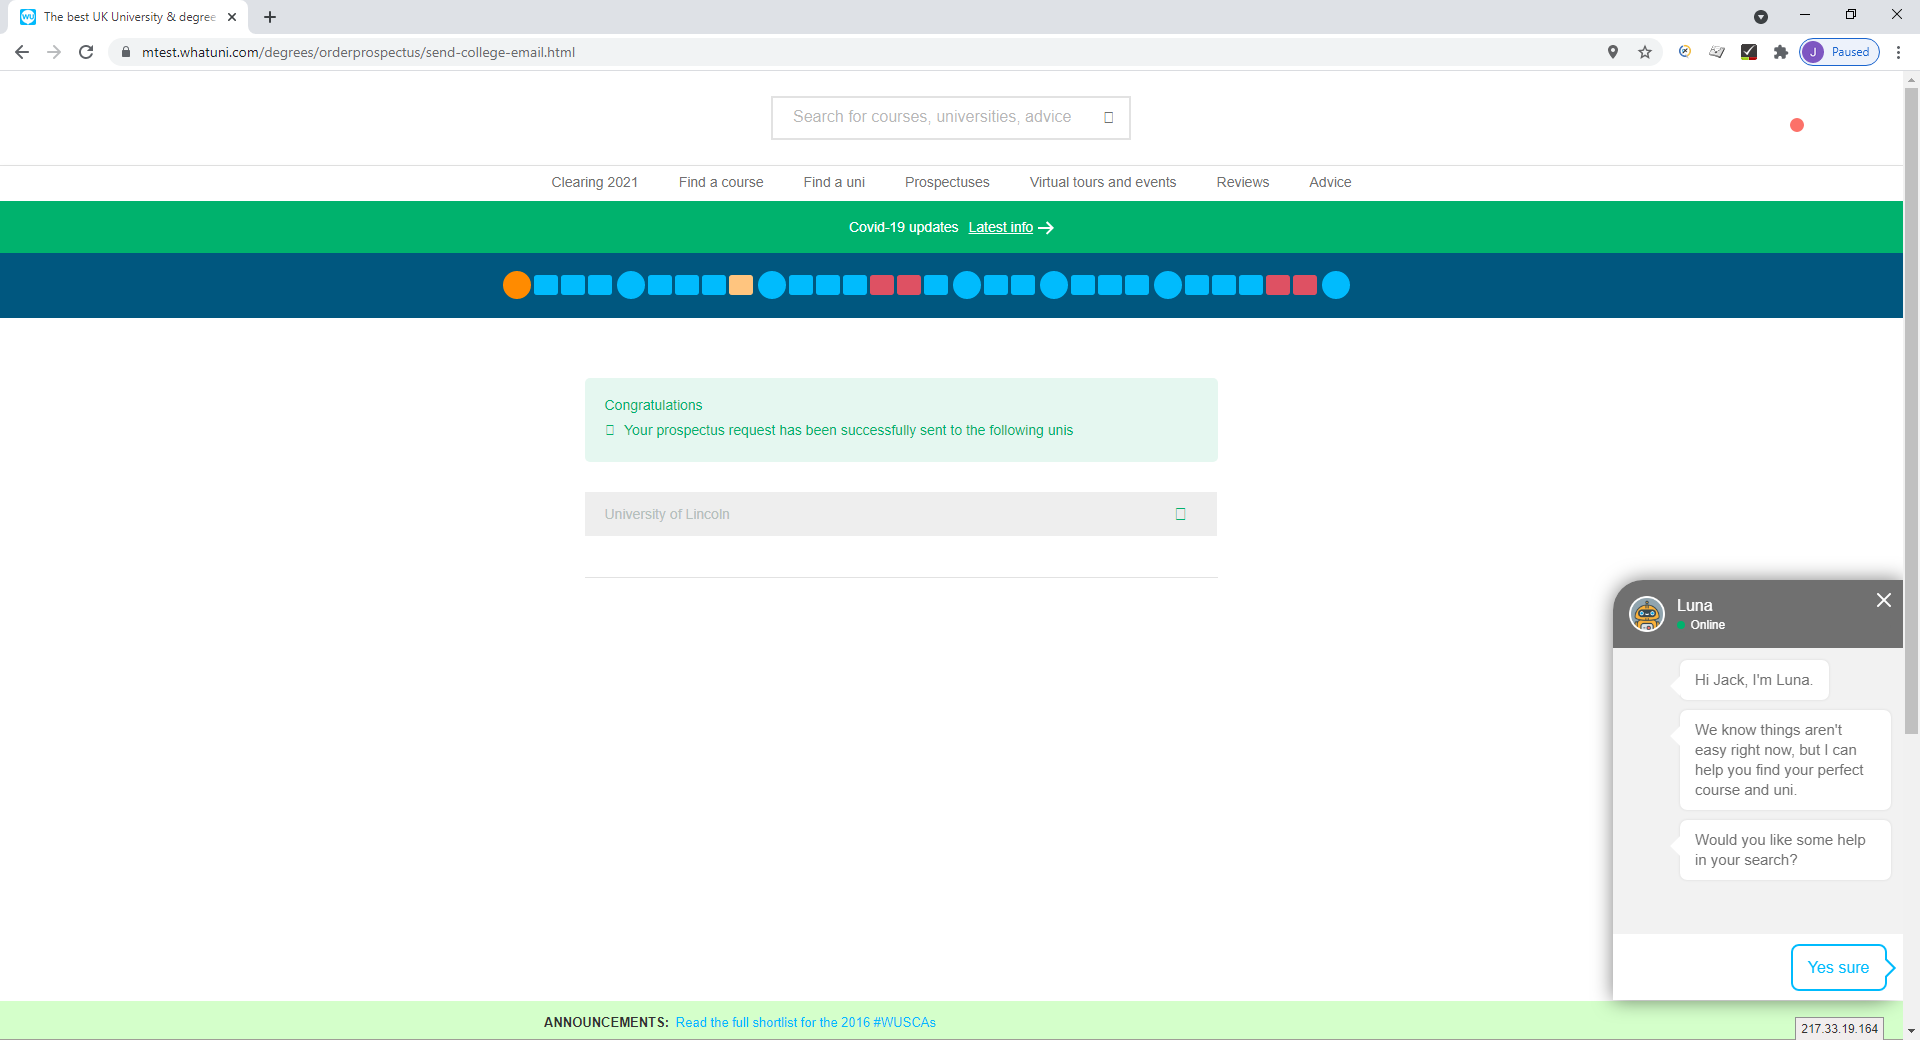 The best UK University & degree
mtest.whatuni.com/degrees/orderprospectus/send-college-email.html
J Paused
Search for courses, universities, advice
Clearing 2021 Find a course Find a uni Prospectuses Virtual tours and events Reviews Advice
Covid-19 updates Latest info
Congratulations
Your prospectus request has been successfully sent to the following unis
University of Lincoln
Luna
Online
Hi Jack, I'm Luna.
We know things aren't
easy right now, but I can
help you find your perfect
course and uni.
Would you like some help
in your search?
Yes sure
ANNOUNCEMENTS: Read the full shortlist for the 2016 #WUSCAs
217.33.19.164